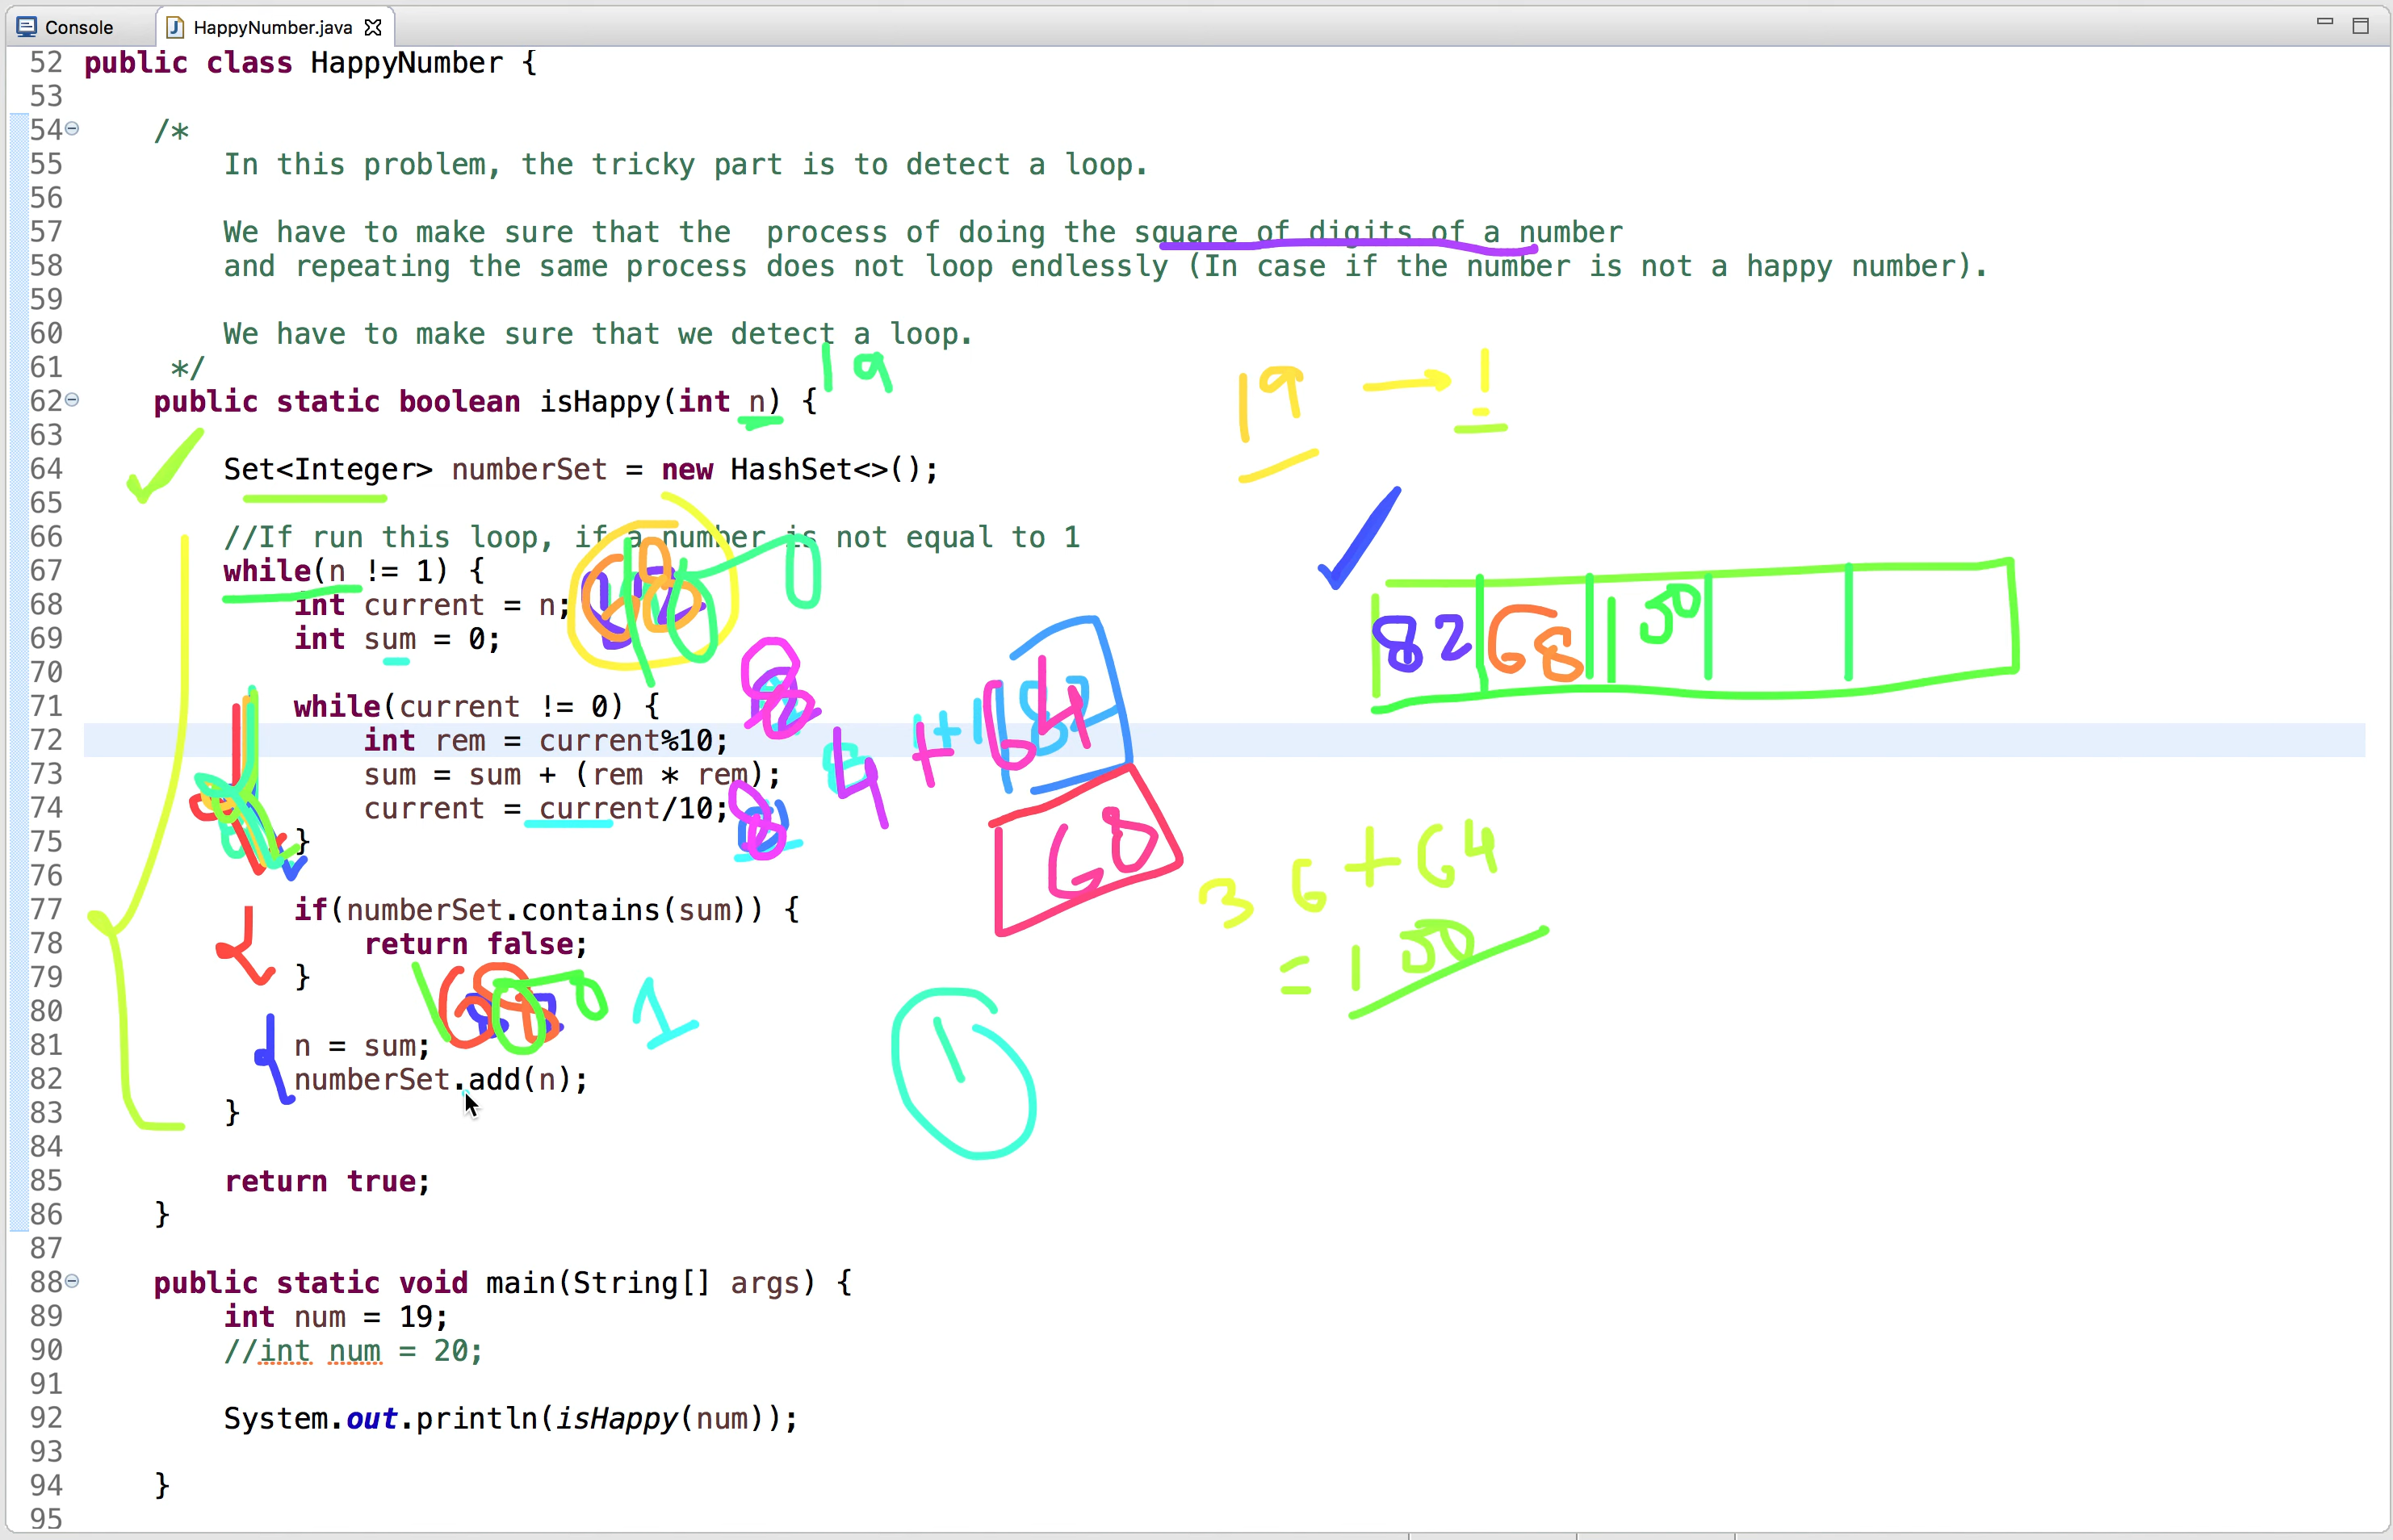 Console HappyNumber.java
52 public class HappyNumber {
53
54 /*
55 In this problem, the tricky part is to detect a loop.
56
57 We have to make sure that the  process of doing the square of digits of a number
58 and repeating the same process does not loop endlessly (In case if the number is not a happy number).
59
60 We have to make sure that we detect a loop.
61 */
19
19 → 1
62 public static boolean isHappy(int n) {
63
64 Set<Integer> numberSet = new HashSet<>();
65
66 //If run this loop, if a number is not equal to 1
67 while(n != 1) {
68 int current = n;
82 68 1 50
69 int sum = 0;
70
71 while(current != 0) {
72 int rem = current%10;
73 sum = sum + (rem * rem);
74 current = current/10;
4 + 64
68
75 }
36 + 64
76
77 if(numberSet.contains(sum)) {
78 return false;
= 1 50
79 }
80
1
1
81 n = sum;
82 numberSet.add(n);
83 }
84
85 return true;
86 }
87
88 public static void main(String[] args) {
89 int num = 19;
90 //int num = 20;
91
92 System.out.println(isHappy(num));
93
94 }
95